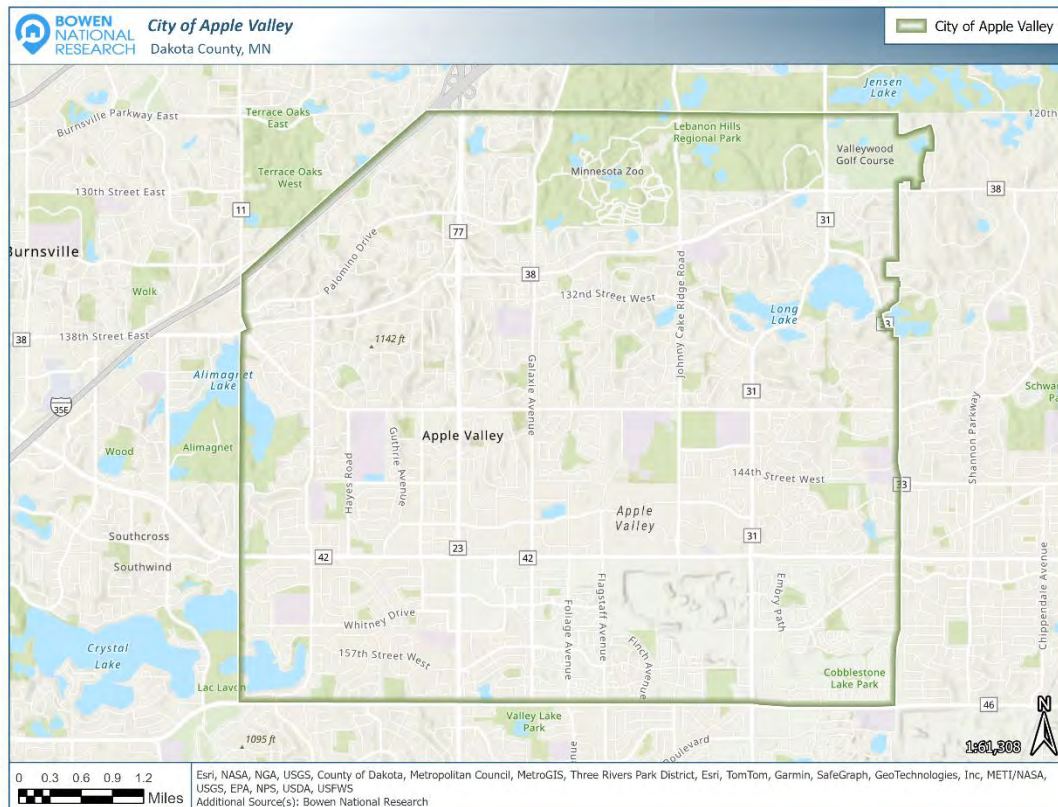 BOWEN
NATIONAL
RESEARCH
City of Apple Valley
Dakota County, MN
City of Apple Valley
Jensen
Lake
Burnsville Parkway East
Terrace Oaks
East
120th
Lebanon Hills
Regional Park
Valleywood
Golf Course
Terrace Oaks
West
Minnesota Zoo
130th Street East
38
11
31
77
Burnsville
Palomino Drive
38
Johnny Cake Ridge Road
Wolk
132nd Street West
Long
Lake
33
138th Street East
38
1142 ft
Galaxie Avenue
Alimagnet
Lake
31
Schwar
Pa
35E
Shannon Parkway
Apple Valley
Guthrie Avenue
Wood
Alimagnet
Hayes Road
144th Street West
33
Apple
Valley
Southcross
31
23
42
42
Southwind
Embry Path
Flagstaff Avenue
Foliage Avenue
Chippendale Avenue
Whitney Drive
Finch Avenue
157th Street West
Crystal
Lake
Cobblestone
Lake Park
Lac Lavon
46
Valley Lake
Park
N
1095 ft
nue
oulevard
1:61,308
0 0.3 0.6 0.9 1.2
Miles
Esri, NASA, NGA, USGS, County of Dakota, Metropolitan Council, MetroGIS, Three Rivers Park District, Esri, TomTom, Garmin, SafeGraph, GeoTechnologies, Inc, METI/NASA,
USGS, EPA, NPS, USDA, USFWS
Additional Source(s): Bowen National Research